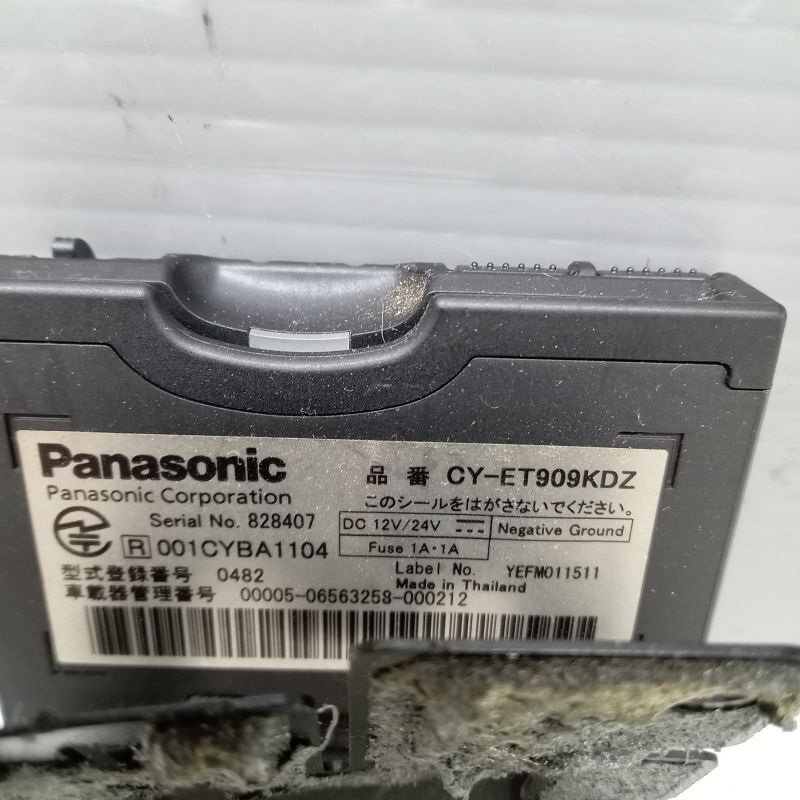 Panasonic 品番 CY-ET909KDZ
Panasonic Corporation このシールをはがさないでください。
Serial No. 828407 DC 12V/24V Negative Ground
R 001CYBA1104 Fuse 1A・1A
型式登録番号 0482 Label No. YEFM011511
Made in Thailand
車載器管理番号 00005-06563258-000212